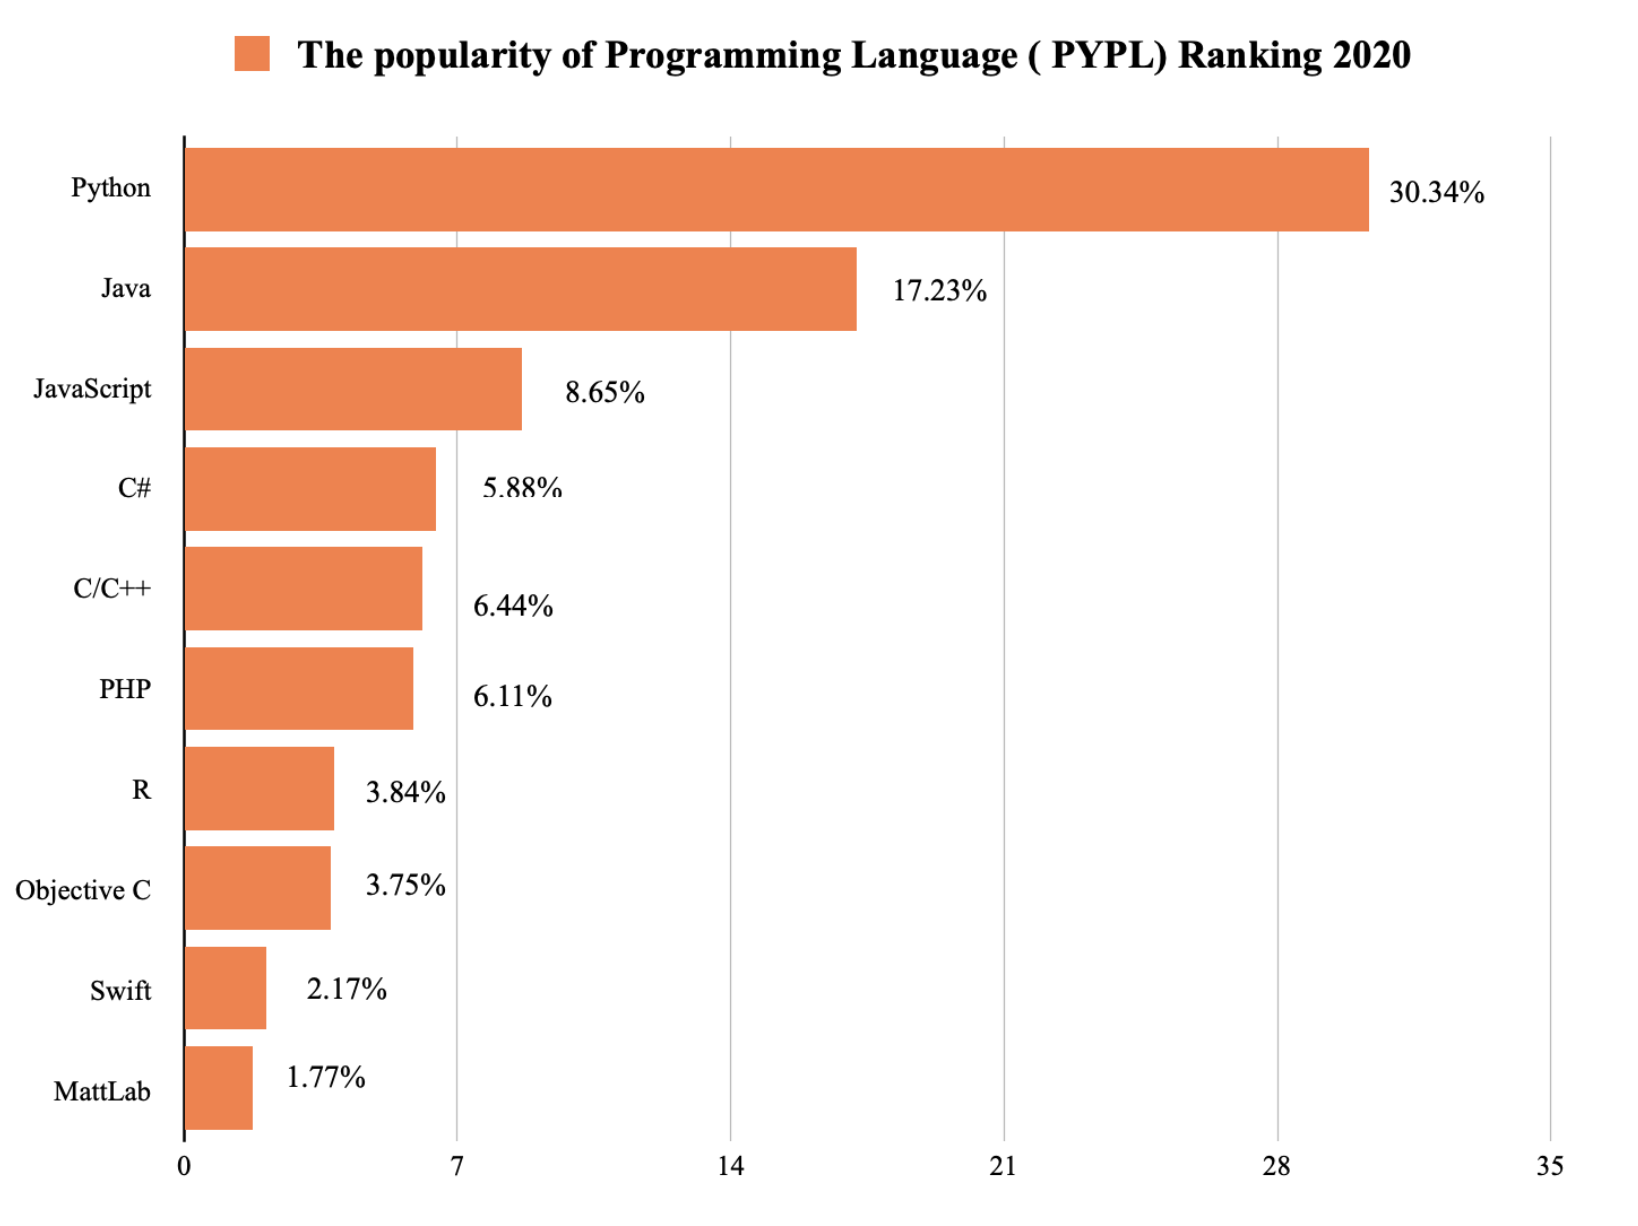 The popularity of Programming Language ( PYPL) Ranking 2020
Python
30.34%
Java
17.23%
JavaScript
8.65%
C#
5.88%
C/C++
6.44%
PHP
6.11%
R
3.84%
Objective C
3.75%
Swift
2.17%
MattLab
1.77%
0 7 14 21 28 35